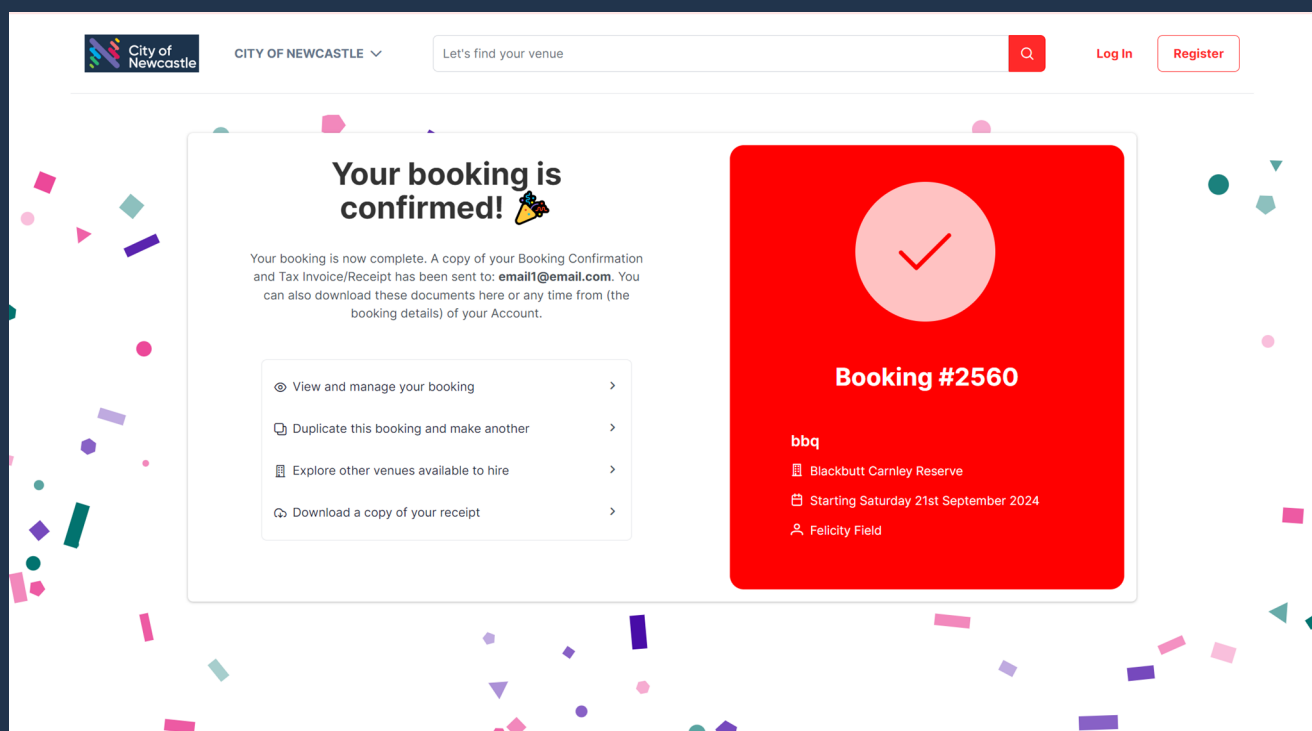 City of
Newcastle
CITY OF NEWCASTLE
Let's find your venue
Log In
Register
Your booking is
confirmed!
Your booking is now complete. A copy of your Booking Confirmation
and Tax Invoice/Receipt has been sent to: email1@email.com. You
can also download these documents here or any time from (the
booking details) of your Account.
View and manage your booking
Duplicate this booking and make another
Explore other venues available to hire
Download a copy of your receipt
Booking #2560
bbq
Blackbutt Carnley Reserve
Starting Saturday 21st September 2024
Felicity Field